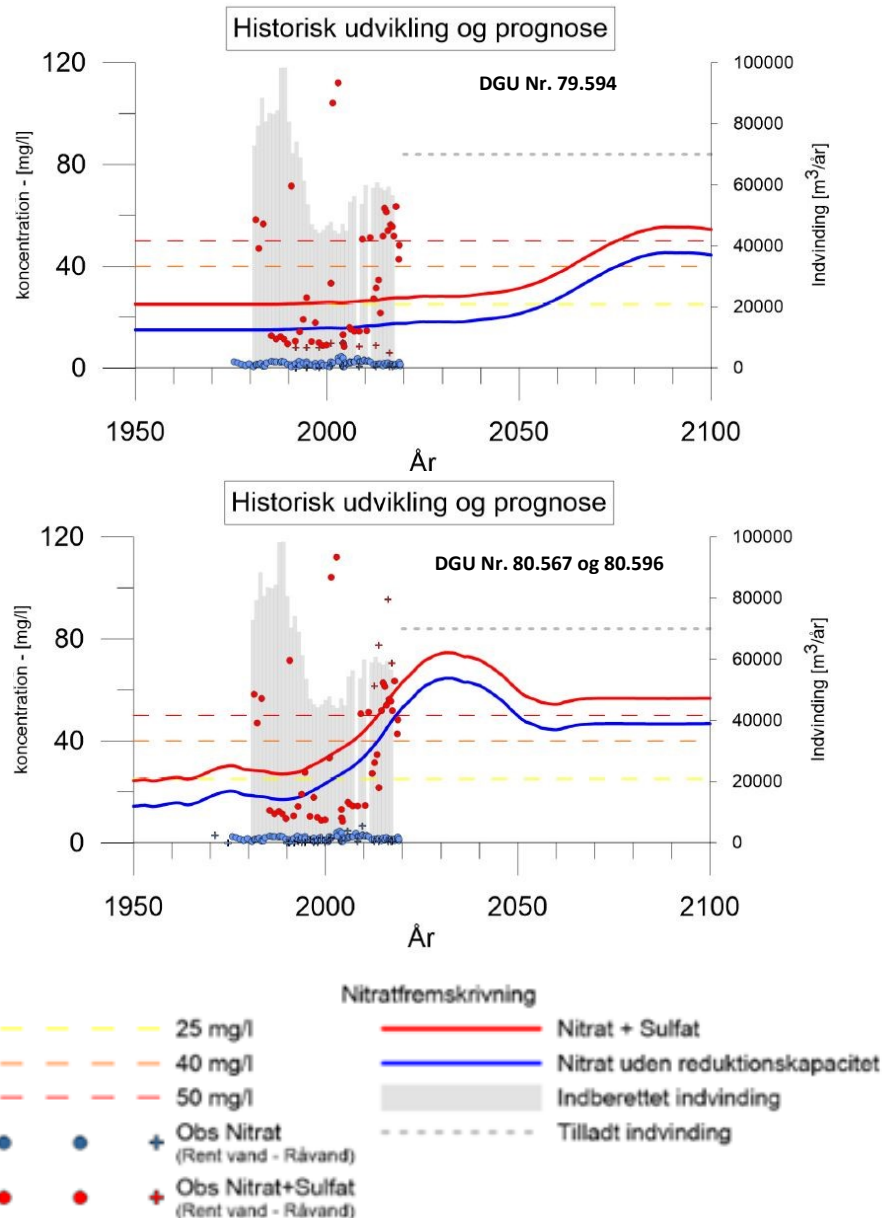 Historisk udvikling og prognose
DGU Nr. 79.594
koncentration - [mg/l]
120
80
40
0
100000
80000
60000
40000
20000
0
Indvinding [m³/år]
1950 2000 2050 2100
År
Historisk udvikling og prognose
DGU Nr. 80.567 og 80.596
koncentration - [mg/l]
120
80
40
0
100000
80000
60000
40000
20000
0
Indvinding [m³/år]
1950 2000 2050 2100
År
Nitratfremskrivning
25 mg/l
40 mg/l
50 mg/l
Obs Nitrat
(Rent vand - Råvand)
Obs Nitrat+Sulfat
(Rent vand - Råvand)
Nitrat + Sulfat
Nitrat uden reduktionskapacitet
Indberettet indvinding
Tilladt indvinding